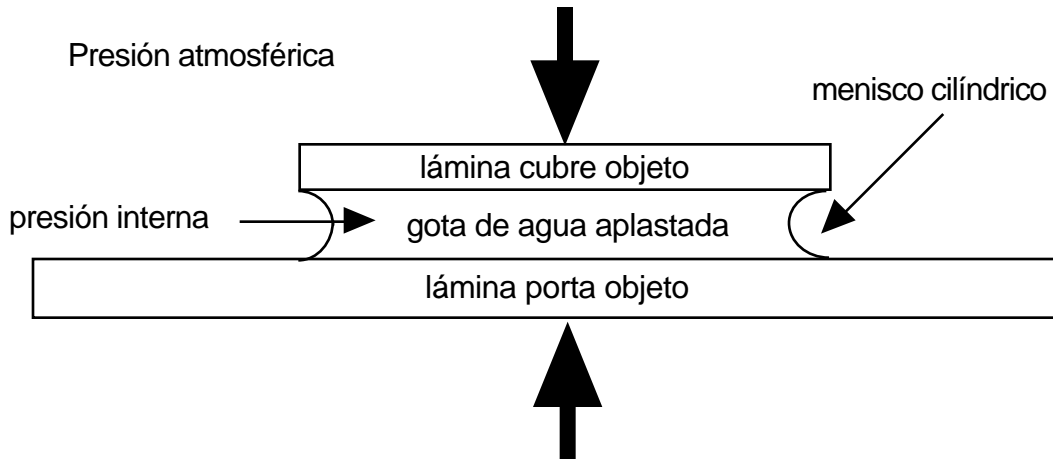 Presión atmosférica
menisco cilíndrico
lámina cubre objeto
presión interna
gota de agua aplastada
lámina porta objeto